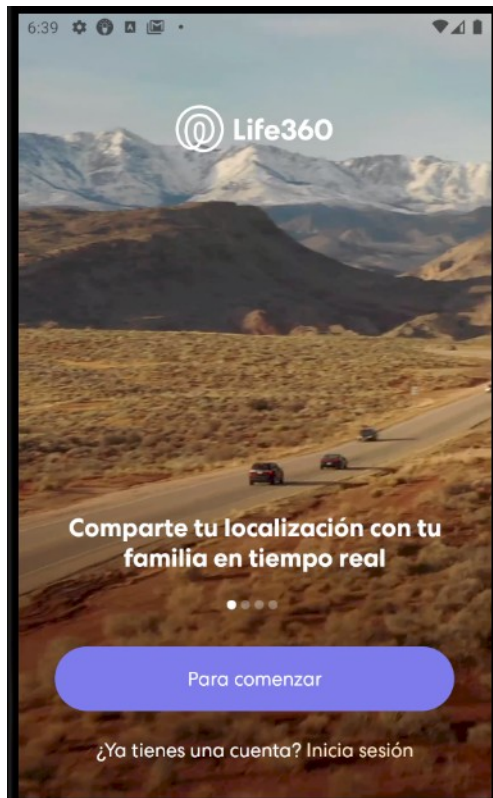 6:39
Life360
Comparte tu localización con tu
familia en tiempo real
Para comenzar
¿Ya tienes una cuenta? Inicia sesión